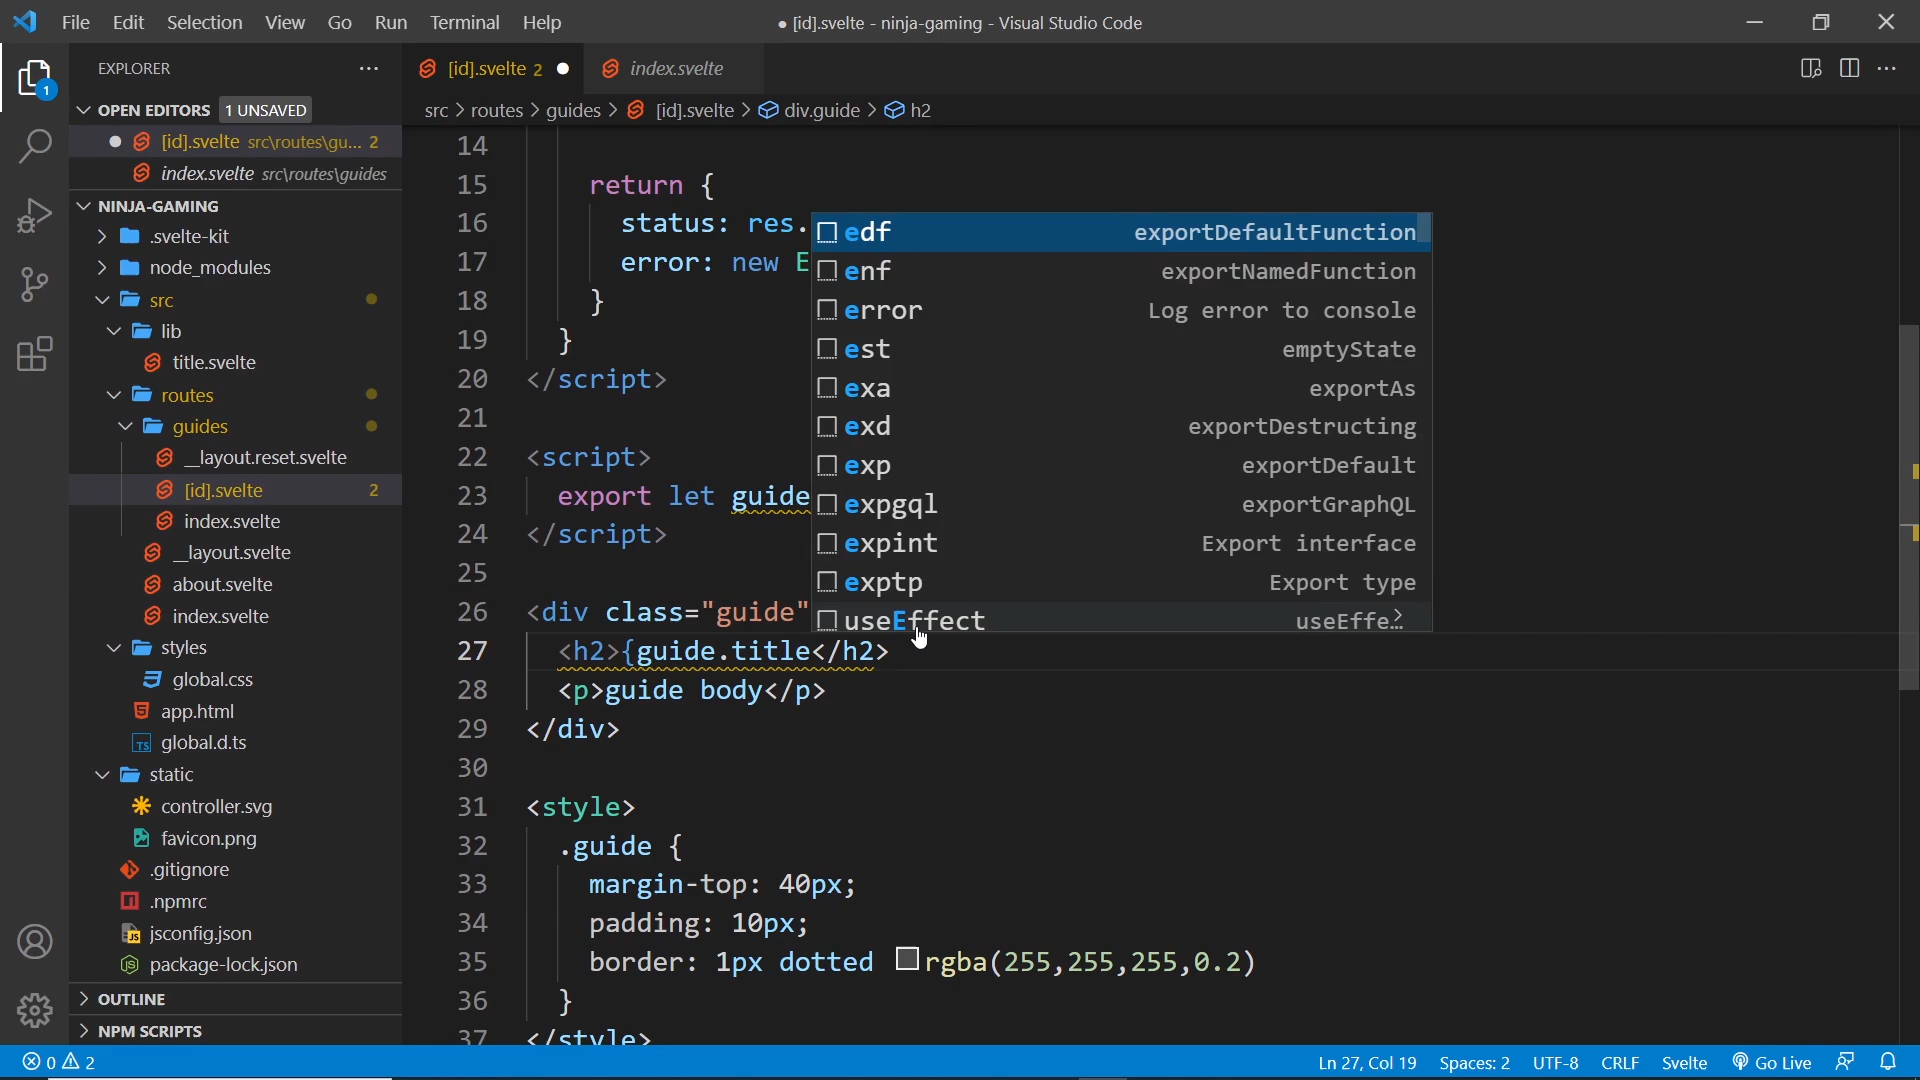 File Edit Selection View Go Run Terminal Help
● [id].svelte - ninja-gaming - Visual Studio Code
EXPLORER
OPEN EDITORS 1 UNSAVED
[id].svelte src\routes\gu... 2
index.svelte src\routes\guides
NINJA-GAMING
.svelte-kit
node_modules
src
lib
title.svelte
routes
guides
__layout.reset.svelte
[id].svelte 2
index.svelte
__layout.svelte
about.svelte
index.svelte
styles
global.css
app.html
global.d.ts
static
controller.svg
favicon.png
.gitignore
.npmrc
jsconfig.json
package-lock.json
OUTLINE
NPM SCRIPTS
1
[id].svelte 2
index.svelte
src > routes > guides > [id].svelte > div.guide > h2
14
15 return {
16 status: res.
17 error: new E
18 }
19 }
20 </script>
21
22 <script>
23 export let guide
24 </script>
25
26 <div class="guide"
27 <h2>{guide.title</h2>
28 <p>guide body</p>
29 </div>
30
31 <style>
32 .guide {
33 margin-top: 40px;
34 padding: 10px;
35 border: 1px dotted rgba(255,255,255,0.2)
36 }
37 </style>
edf exportDefaultFunction
enf exportNamedFunction
error Log error to console
est emptyState
exa exportAs
exd exportDestructing
exp exportDefault
expgql exportGraphQL
expint Export interface
exptp Export type
useEffect useEffe…
0 2
Ln 27, Col 19 Spaces: 2 UTF-8 CRLF Svelte Go Live